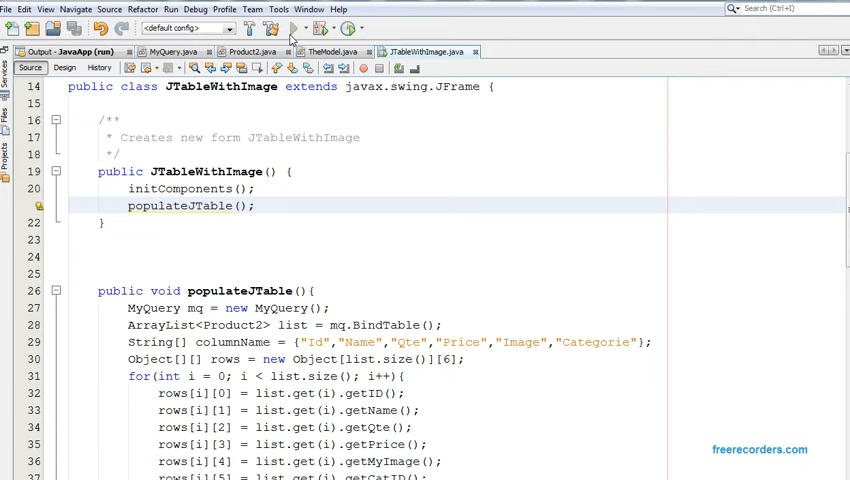 File Edit View Navigate Source Refactor Run Debug Profile Team Tools Window Help
Search (Ctrl+I)
<default config>
Output - JavaApp (run) MyQuery.java Product2.java TheModel.java JTableWithImage.java
Source Design History
Services
Files
Projects
14 public class JTableWithImage extends javax.swing.JFrame {
15
16 /**
17 * Creates new form JTableWithImage
18 */
19 public JTableWithImage() {
20 initComponents();
populateJTable();
22 }
23
24
25
26 public void populateJTable(){
27 MyQuery mq = new MyQuery();
28 ArrayList<Product2> list = mq.BindTable();
29 String[] columnName = {"Id","Name","Qte","Price","Image","Categorie"};
30 Object[][] rows = new Object[list.size()][6];
31 for(int i = 0; i < list.size(); i++){
32 rows[i][0] = list.get(i).getID();
33 rows[i][1] = list.get(i).getName();
34 rows[i][2] = list.get(i).getQte();
35 rows[i][3] = list.get(i).getPrice();
36 rows[i][4] = list.get(i).getMyImage();
37 rows[i][5] = list.get(i).getCatID();
freerecorders.com